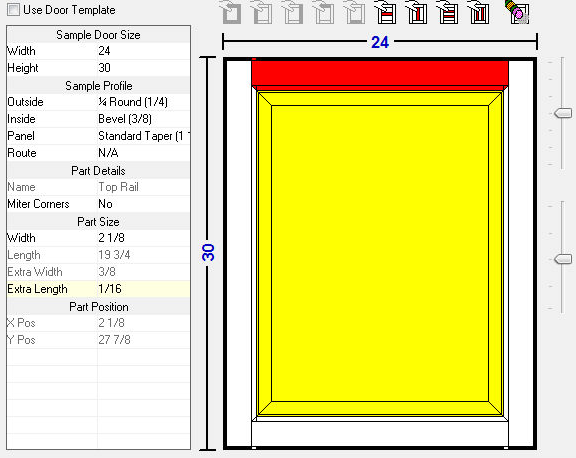 Use Door Template
Sample Door Size
Width 24
Height 30
Sample Profile
Outside ¼ Round (1/4)
Inside Bevel (3/8)
Panel Standard Taper (1
Route N/A
Part Details
Name Top Rail
Miter Corners No
Part Size
Width 2 1/8
Length 19 3/4
Extra Width 3/8
Extra Length 1/16
Part Position
X Pos 2 1/8
Y Pos 27 7/8
24
30